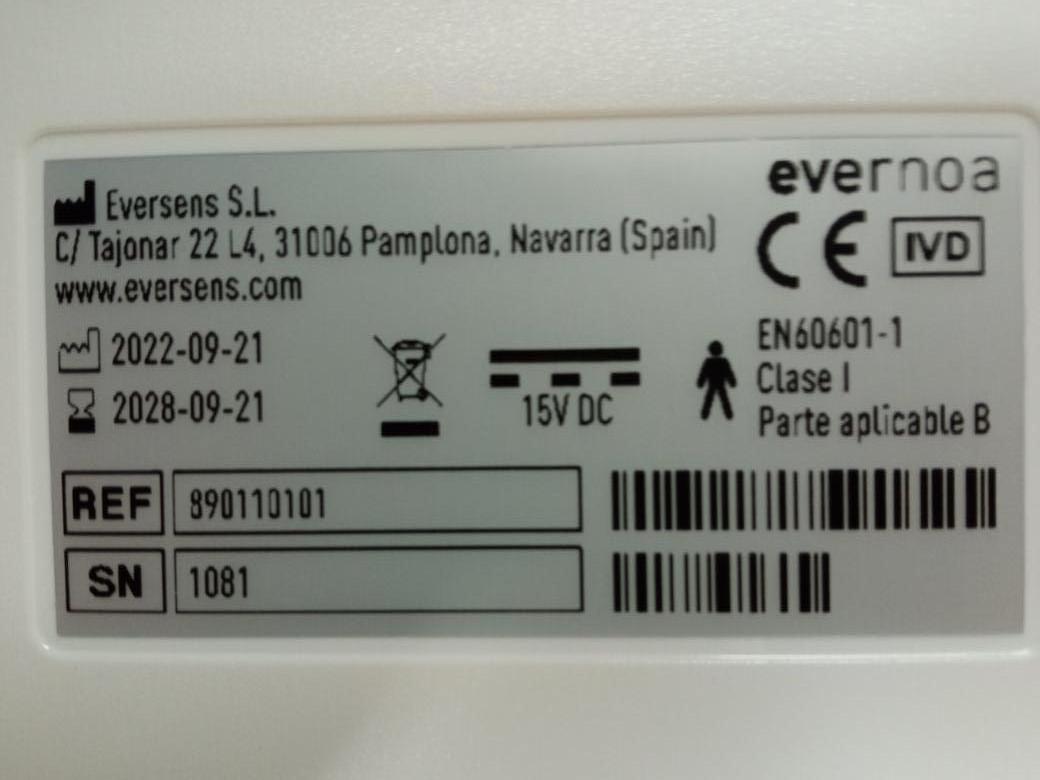 evernoa
Eversens S.L.
C/ Tajonar 22 L4, 31006 Pamplona, Navarra (Spain)
www.eversens.com
CE IVD
2022-09-21
2028-09-21
15V DC
EN60601-1
Clase I
Parte aplicable B
REF 890110101
SN 1081